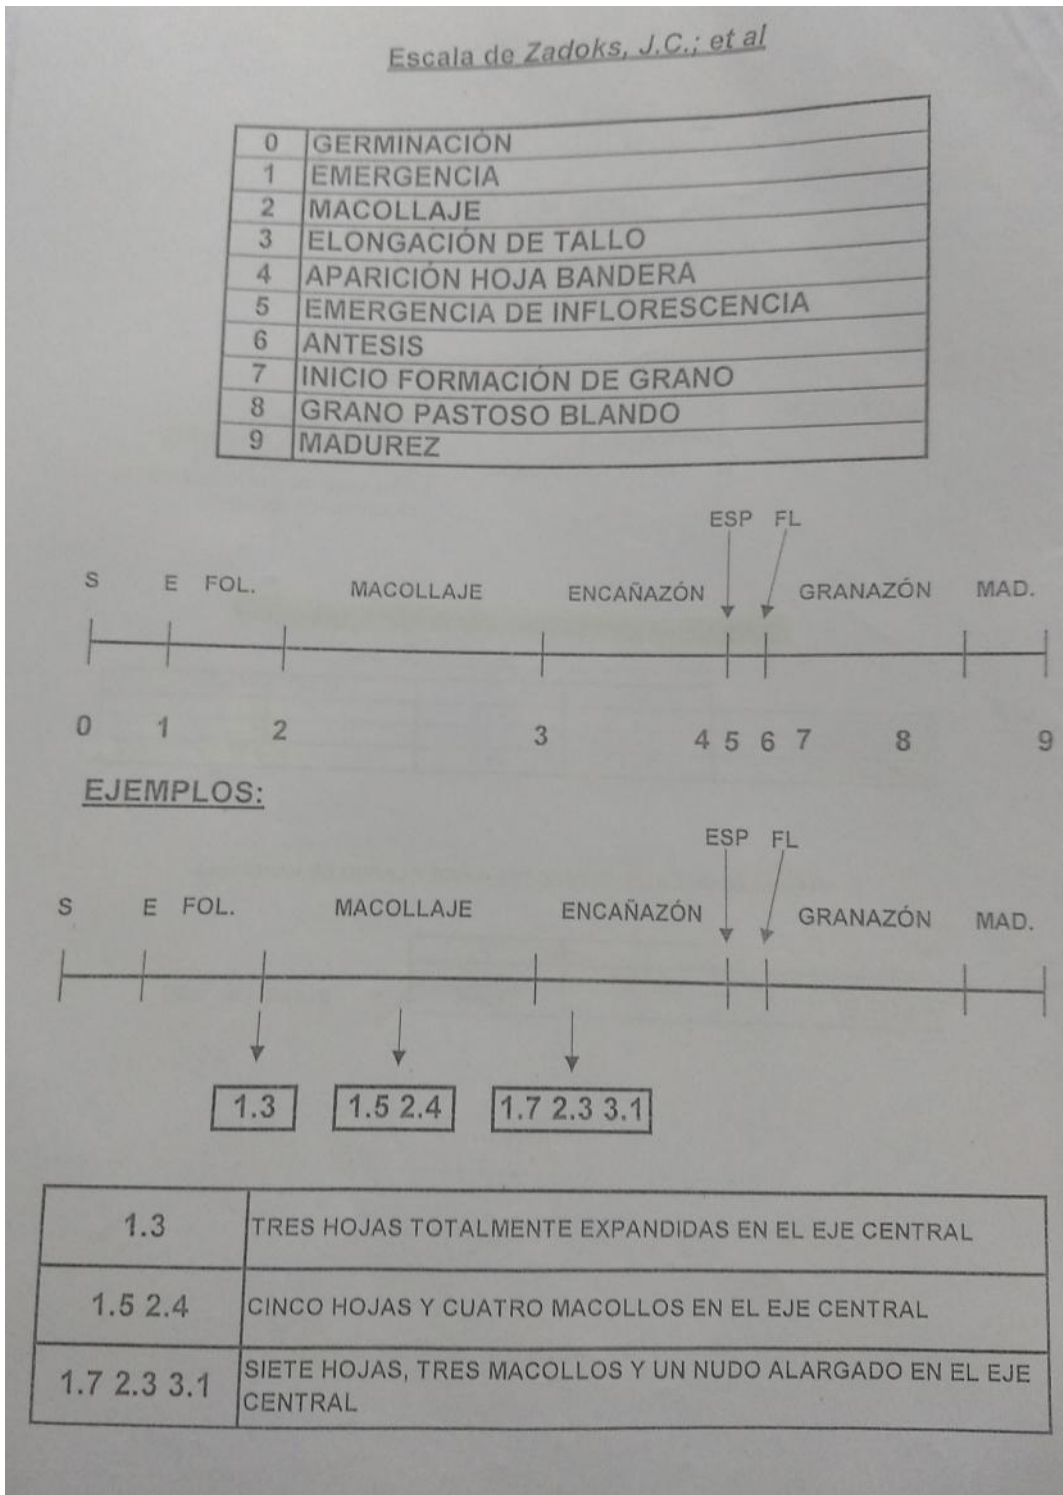 Escala de Zadoks, J.C.; et al
0 GERMINACIÓN
1 EMERGENCIA
2 MACOLLAJE
3 ELONGACIÓN DE TALLO
4 APARICIÓN HOJA BANDERA
5 EMERGENCIA DE INFLORESCENCIA
6 ANTESIS
7 INICIO FORMACIÓN DE GRANO
8 GRANO PASTOSO BLANDO
9 MADUREZ
ESP FL
S E FOL. MACOLLAJE ENCAÑAZÓN GRANAZÓN MAD.
0 1 2 3 4 5 6 7 8 9
EJEMPLOS:
ESP FL
S E FOL. MACOLLAJE ENCAÑAZÓN GRANAZÓN MAD.
1.3 1.5 2.4 1.7 2.3 3.1
1.3 TRES HOJAS TOTALMENTE EXPANDIDAS EN EL EJE CENTRAL
1.5 2.4 CINCO HOJAS Y CUATRO MACOLLOS EN EL EJE CENTRAL
1.7 2.3 3.1 SIETE HOJAS, TRES MACOLLOS Y UN NUDO ALARGADO EN EL EJE
CENTRAL